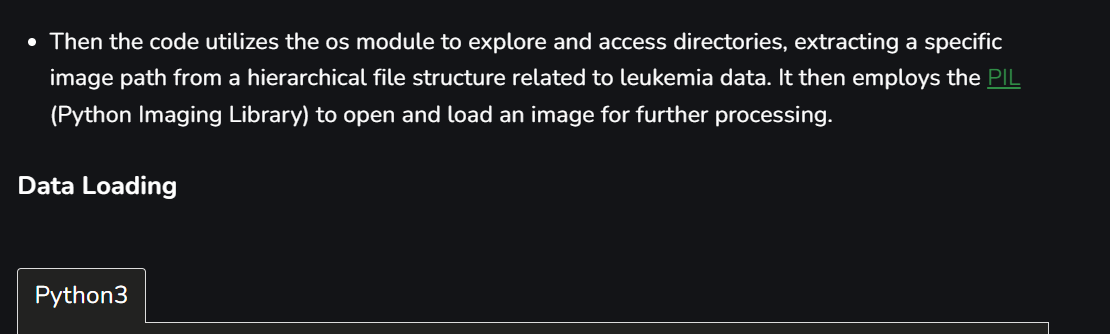 • Then the code utilizes the os module to explore and access directories, extracting a specific
image path from a hierarchical file structure related to leukemia data. It then employs the PIL
(Python Imaging Library) to open and load an image for further processing.
Data Loading
Python3